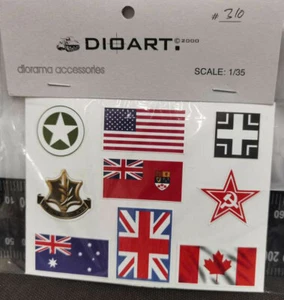 # 310
DIOART: ©2000
diorama accessories
SCALE: 1/35